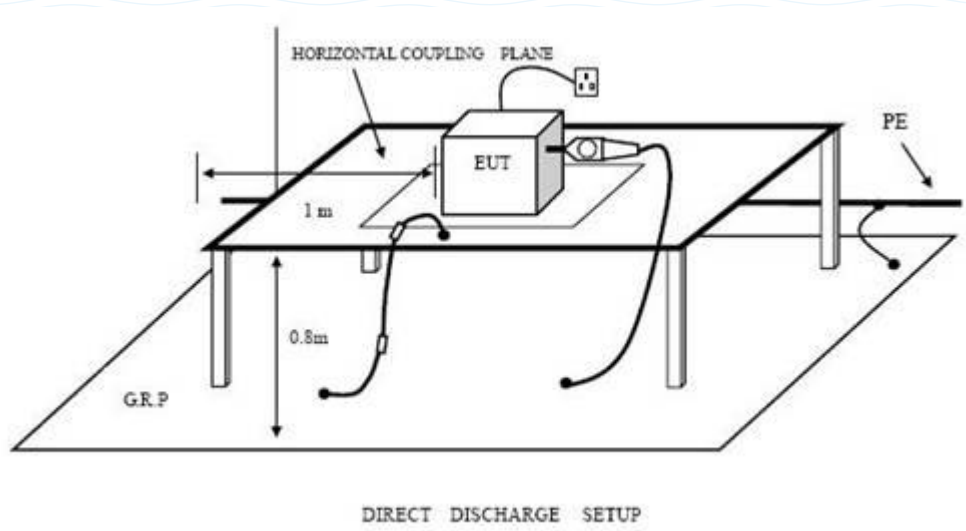 HORIZONTAL COUPLING PLANE
PE
EUT
1 m
0.8m
G.R.P
DIRECT DISCHARGE SETUP